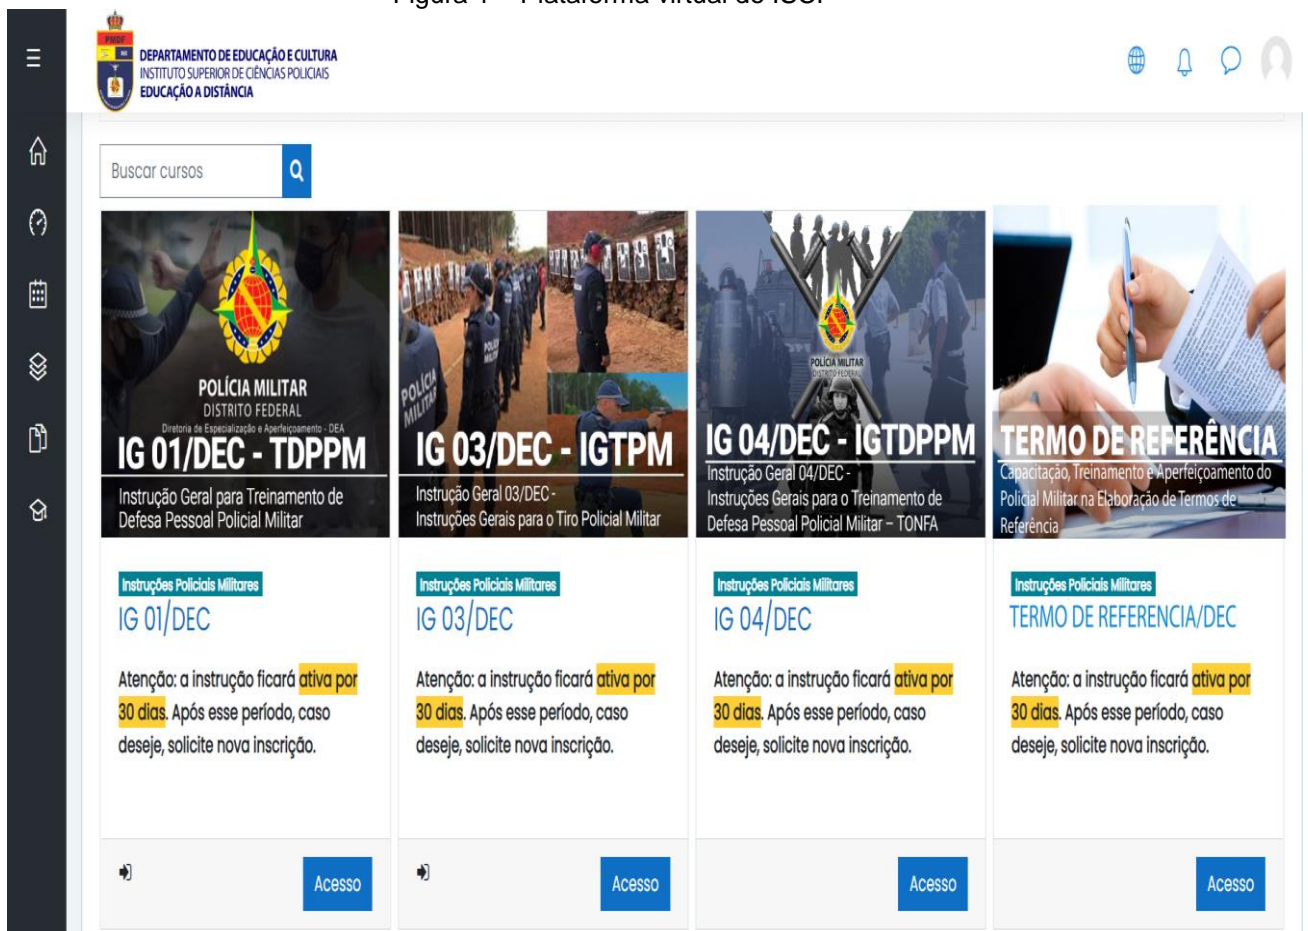 DEPARTAMENTO DE EDUCAÇÃO E CULTURA
INSTITUTO SUPERIOR DE CIÊNCIAS POLICIAIS
EDUCAÇÃO A DISTÂNCIA
PMDF
Buscar cursos
POLÍCIA MILITAR
DISTRITO FEDERAL
Diretoria de Especialização e Aperfeiçoamento - DEA
IG 01/DEC - TDPPM
Instrução Geral para Treinamento de
Defesa Pessoal Policial Militar
Instruções Policiais Militares
IG 01/DEC
Atenção: a instrução ficará ativa por
30 dias. Após esse período, caso
deseje, solicite nova inscrição.
Acesso
POLÍCIA
MILITAR
IG 03/DEC - IGTPM
Instrução Geral 03/DEC -
Instruções Gerais para o Tiro Policial Militar
Instruções Policiais Militares
IG 03/DEC
Atenção: a instrução ficará ativa por
30 dias. Após esse período, caso
deseje, solicite nova inscrição.
Acesso
POLÍCIA MILITAR
DISTRITO FEDERAL
IG 04/DEC - IGTDPPM
Instrução Geral 04/DEC -
Instruções Gerais para o Treinamento de
Defesa Pessoal Policial Militar – TONFA
Instruções Policiais Militares
IG 04/DEC
Atenção: a instrução ficará ativa por
30 dias. Após esse período, caso
deseje, solicite nova inscrição.
Acesso
TERMO DE REFERÊNCIA
Capacitação, Treinamento e Aperfeiçoamento do
Policial Militar na Elaboração de Termos de
Referência
Instruções Policiais Militares
TERMO DE REFERENCIA/DEC
Atenção: a instrução ficará ativa por
30 dias. Após esse período, caso
deseje, solicite nova inscrição.
Acesso